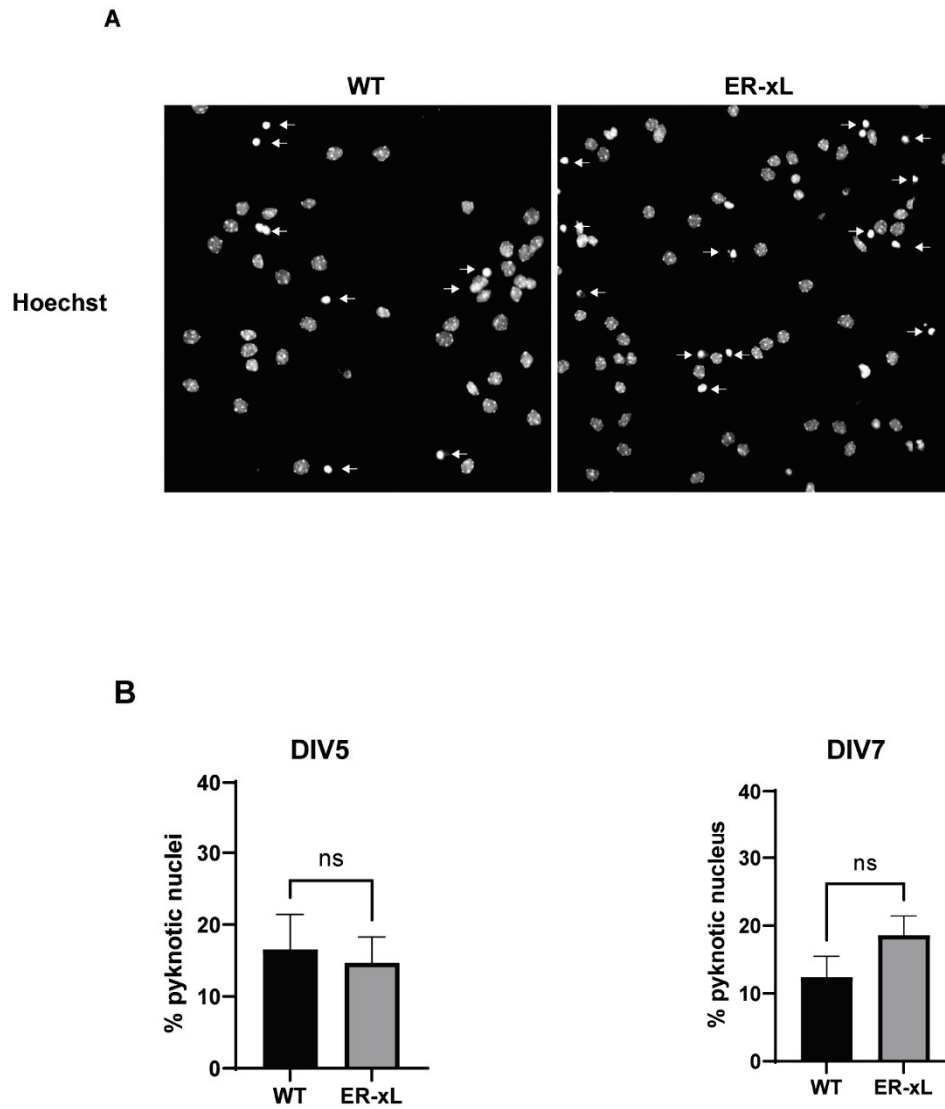 A
WT
ER-xL
Hoechst
B
DIV5
DIV7
% pyknotic nuclei
40
30
20
10
0
ns
WT
ER-xL
% pyknotic nucleus
40
30
20
10
0
ns
WT
ER-xL